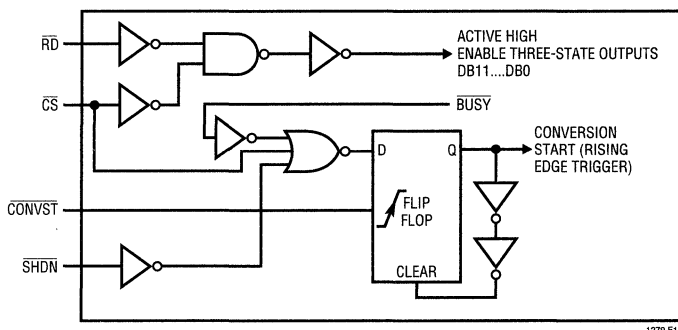 RD
ACTIVE HIGH
ENABLE THREE-STATE OUTPUTS
DB11....DB0
CS
BUSY
D
Q
CONVERSION
START (RISING
EDGE TRIGGER)
CONVST
FLIP
FLOP
SHDN
CLEAR